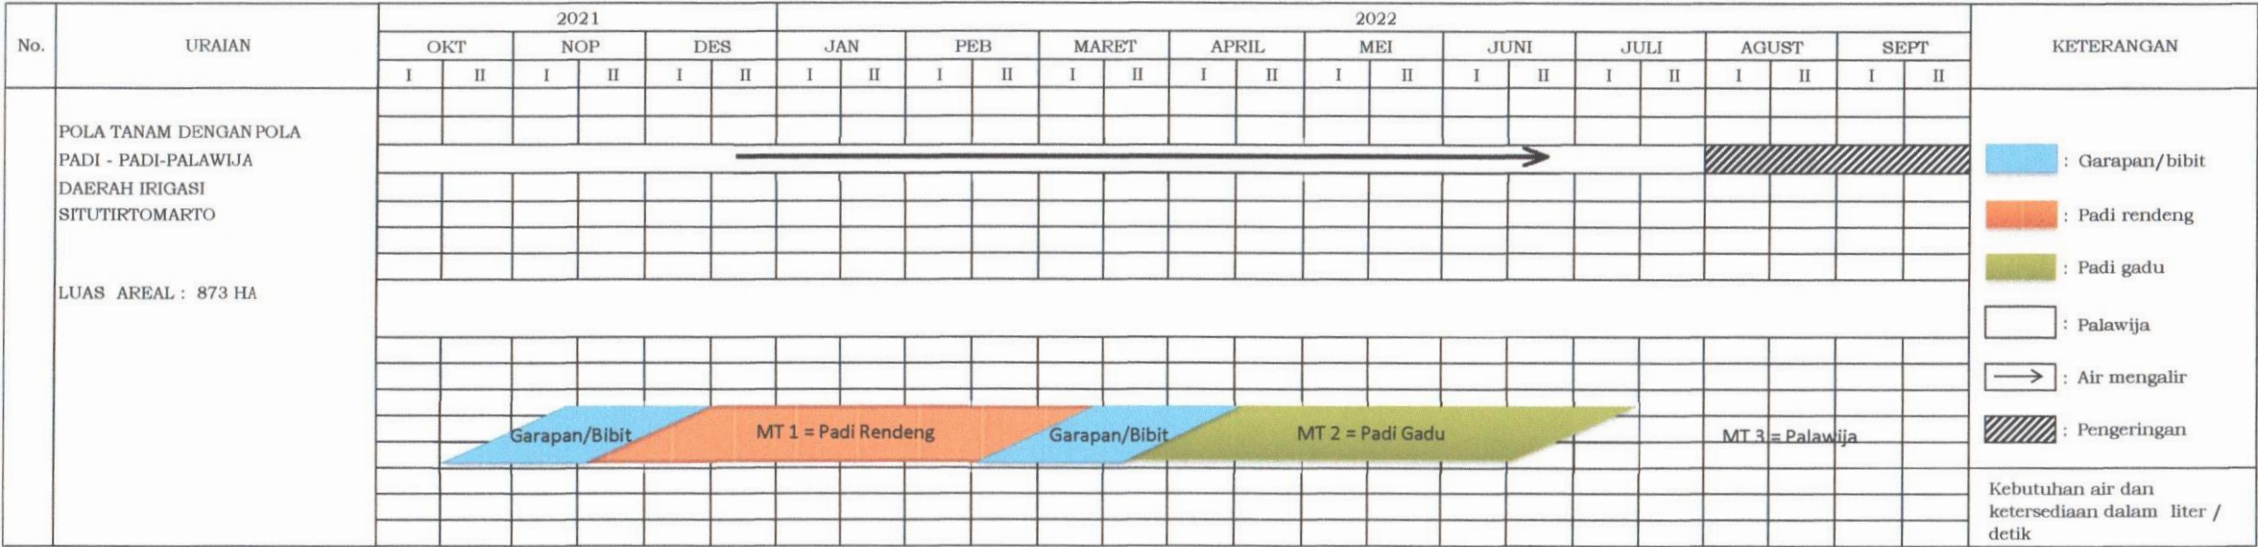 2021 2022
No. URAIAN OKT NOP DES JAN PEB MARET APRIL MEI JUNI JULI AGUST SEPT KETERANGAN
I II I II I II I II I II I II I II I II I II I II I II I II
POLA TANAM DENGAN POLA
PADI - PADI-PALAWIJA
DAERAH IRIGASI
SITUTIRTOMARTO
LUAS AREAL : 873 HA
Garapan/Bibit
MT 1 = Padi Rendeng
Garapan/Bibit
MT 2 = Padi Gadu
MT 3 = Palawija
: Garapan/bibit
: Padi rendeng
: Padi gadu
: Palawija
: Air mengalir
: Pengeringan
Kebutuhan air dan
ketersediaan dalam liter /
detik